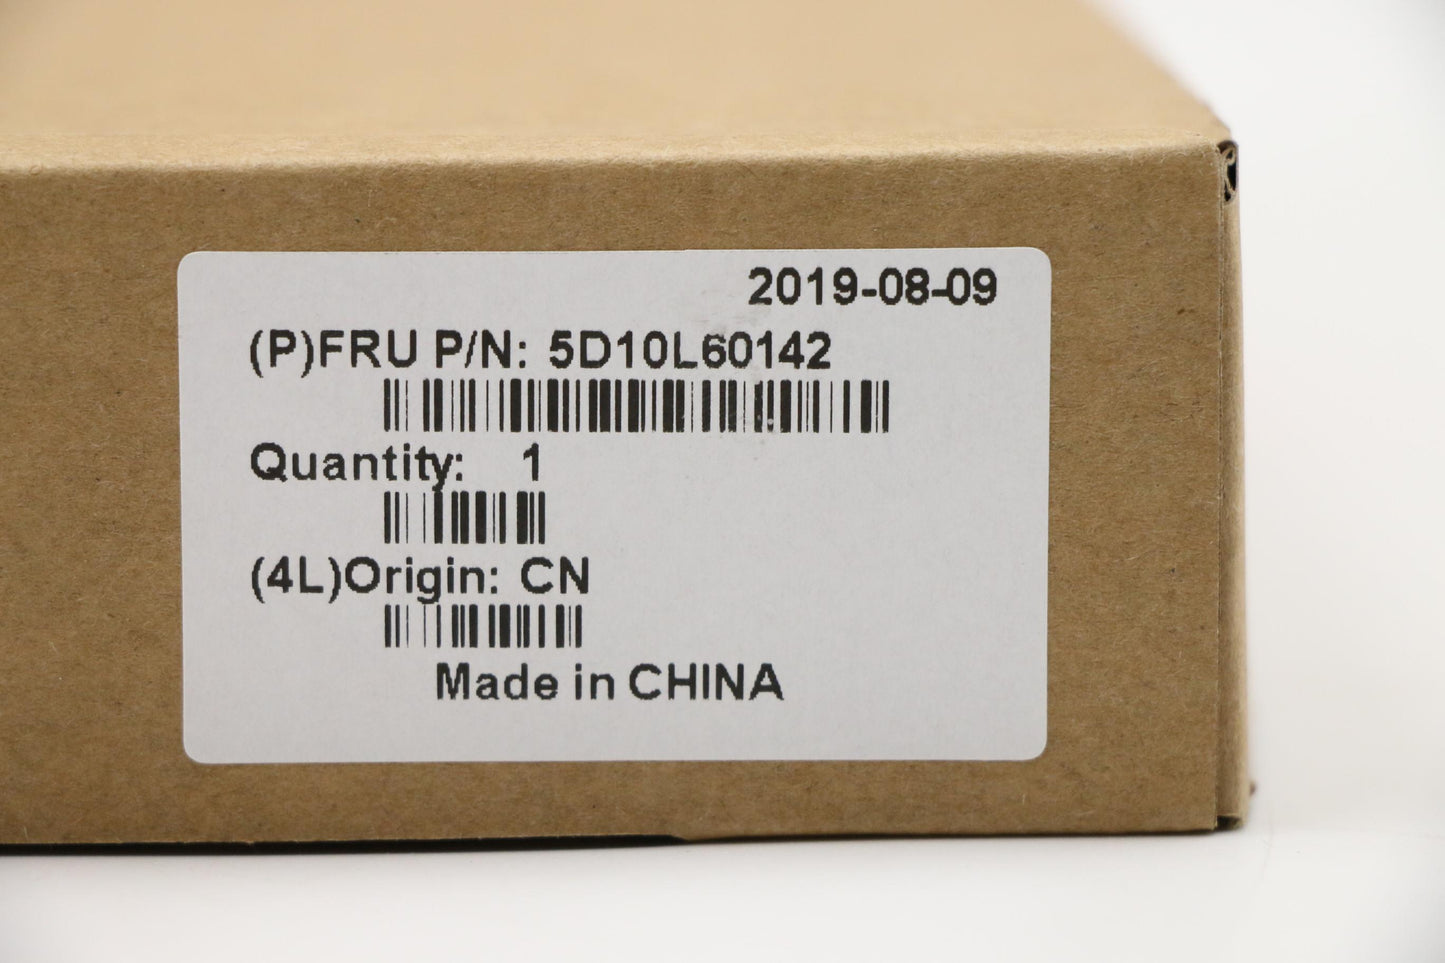 2019-08-09
(P)FRU P/N: 5D10L60142
Quantity: 1
(4L)Origin: CN
Made in CHINA